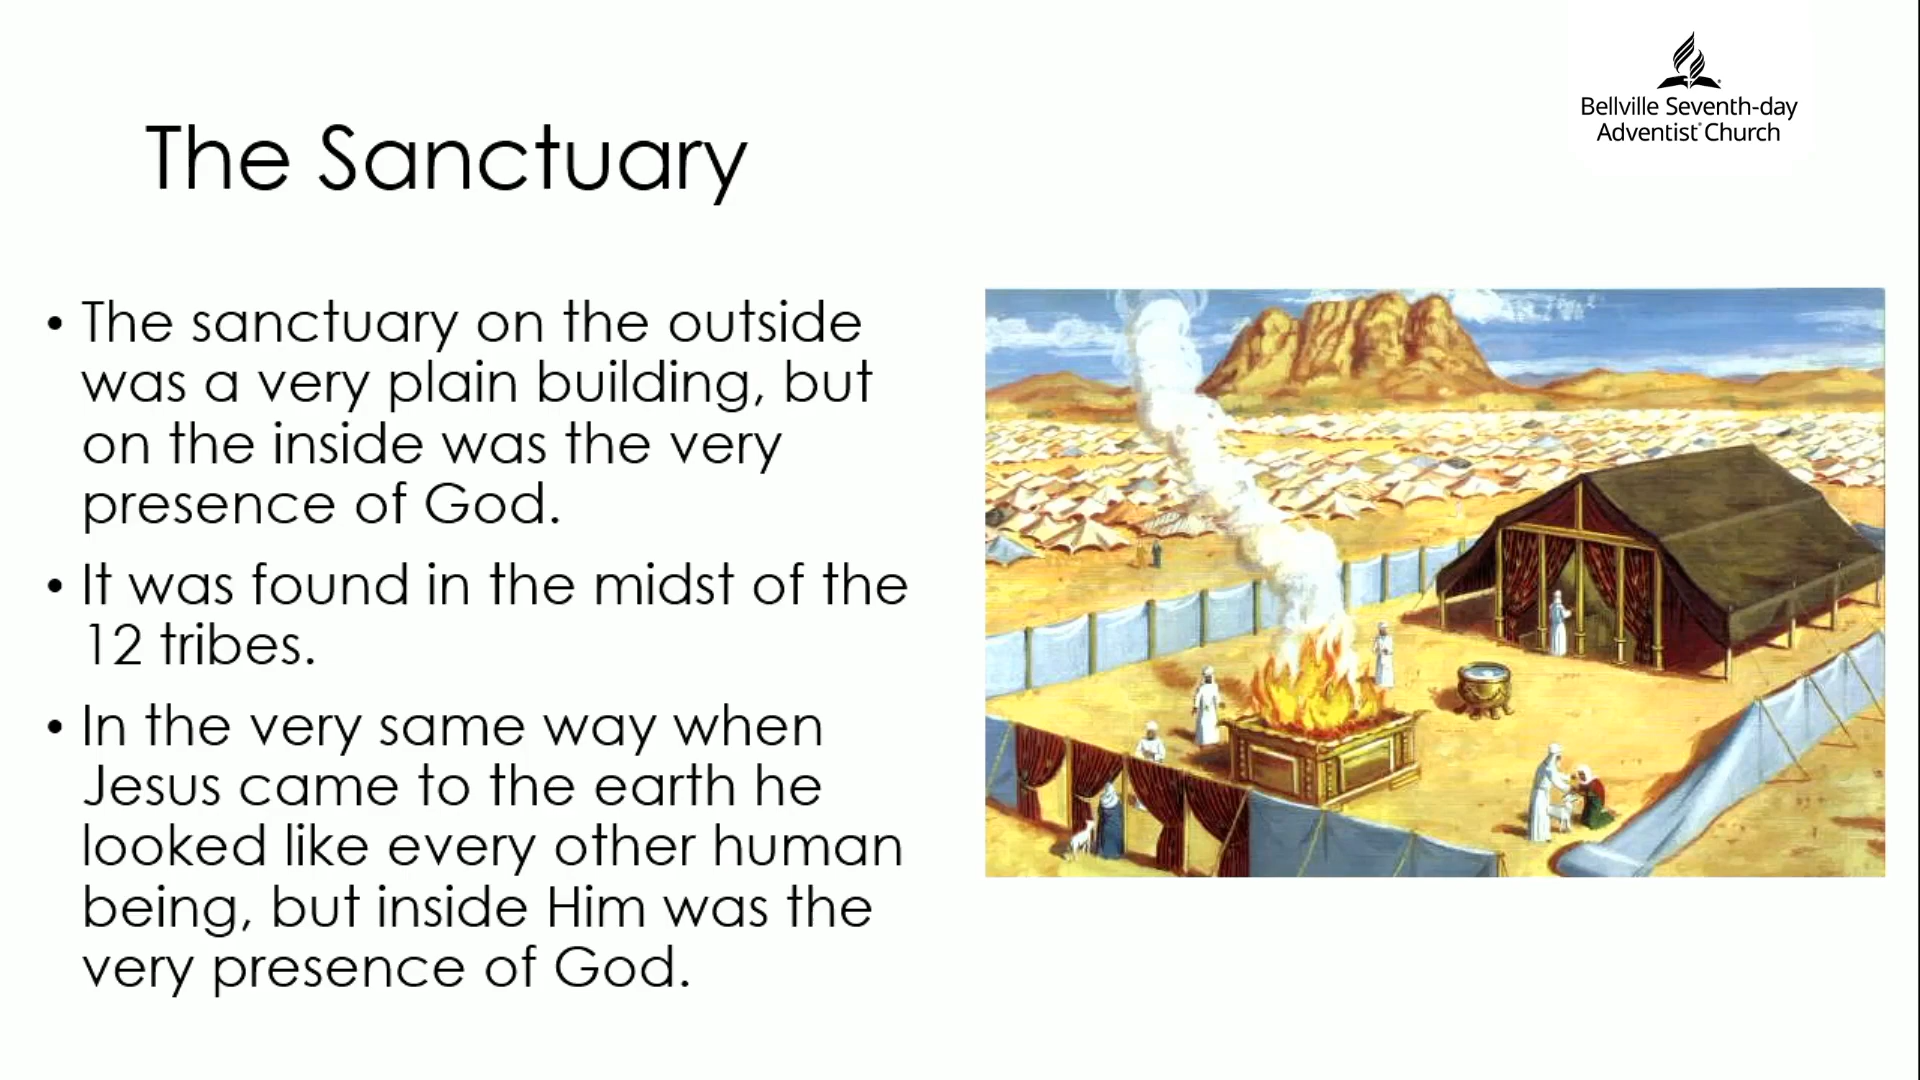 Bellville Seventh-day
Adventist Church
The Sanctuary
• The sanctuary on the outside
was a very plain building, but
on the inside was the very
presence of God.
• It was found in the midst of the
12 tribes.
• In the very same way when
Jesus came to the earth he
looked like every other human
being, but inside Him was the
very presence of God.